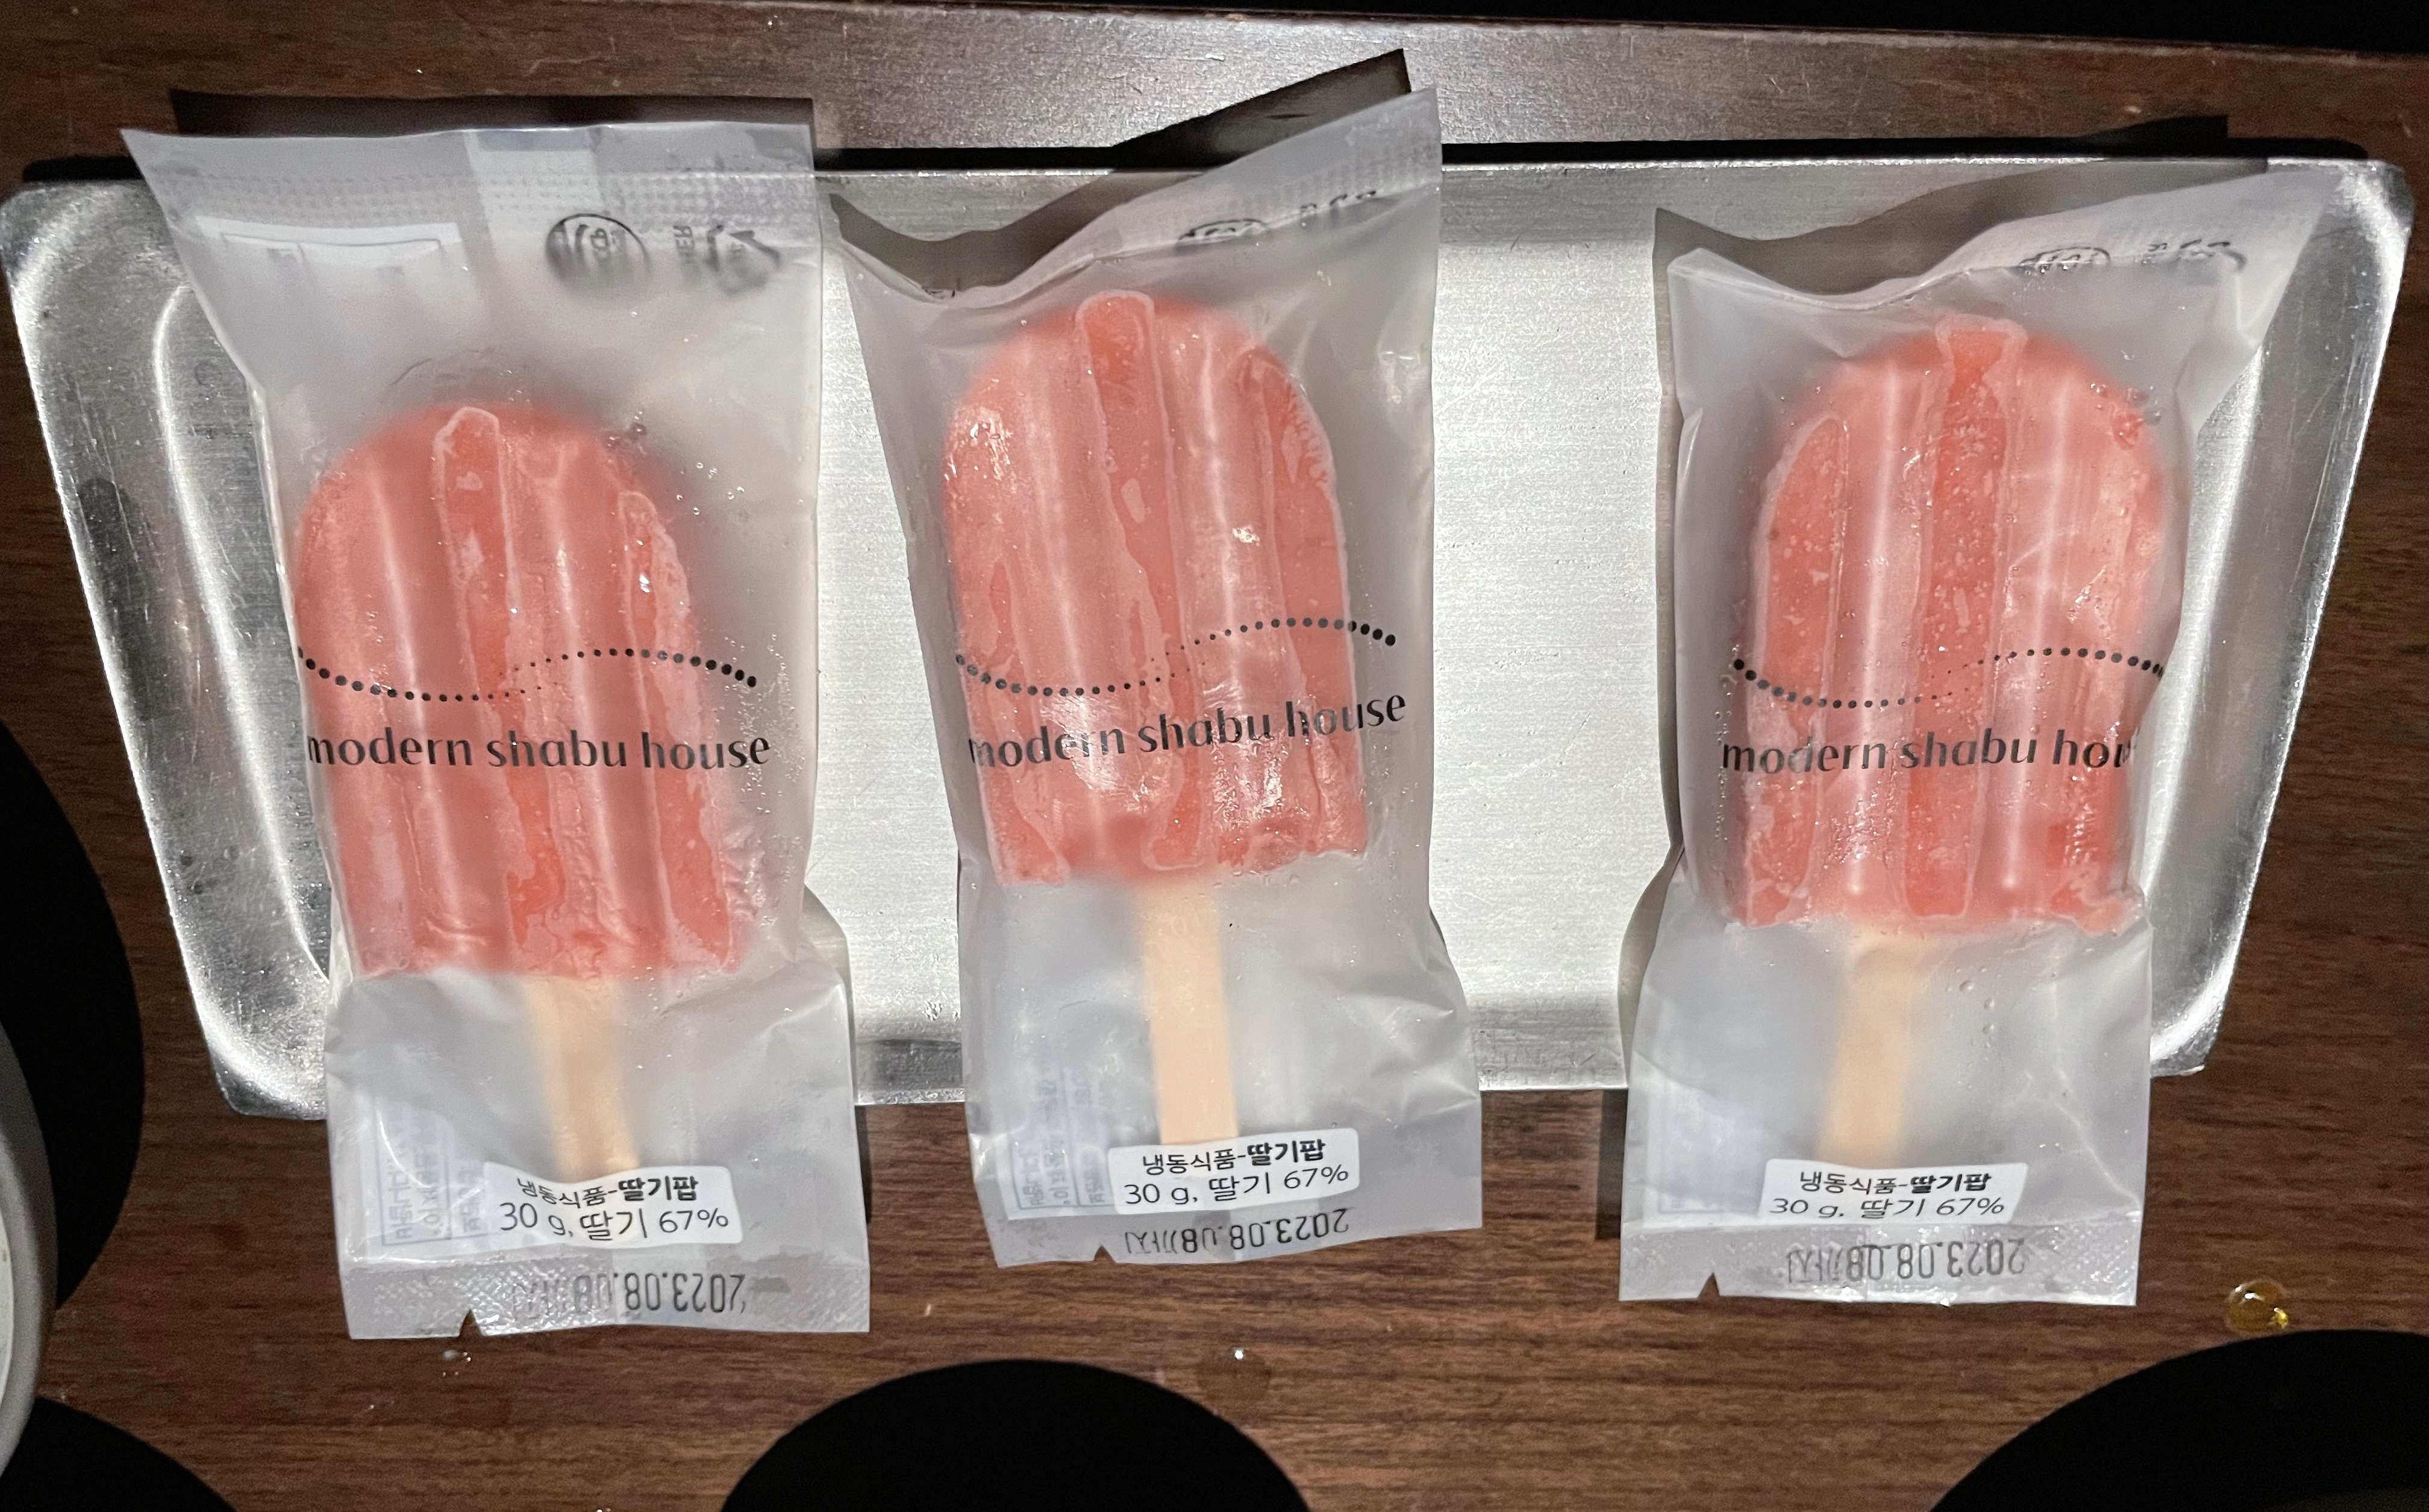 modern shabu house
냉동식품-딸기팝
30 g, 딸기 67%
2023.08.08까지
modern shabu house
냉동식품-딸기팝
30 g, 딸기 67%
2023.08.08까지
modern shabu hou
냉동식품-딸기팝
30 g, 딸기 67%
2023.08.08까지